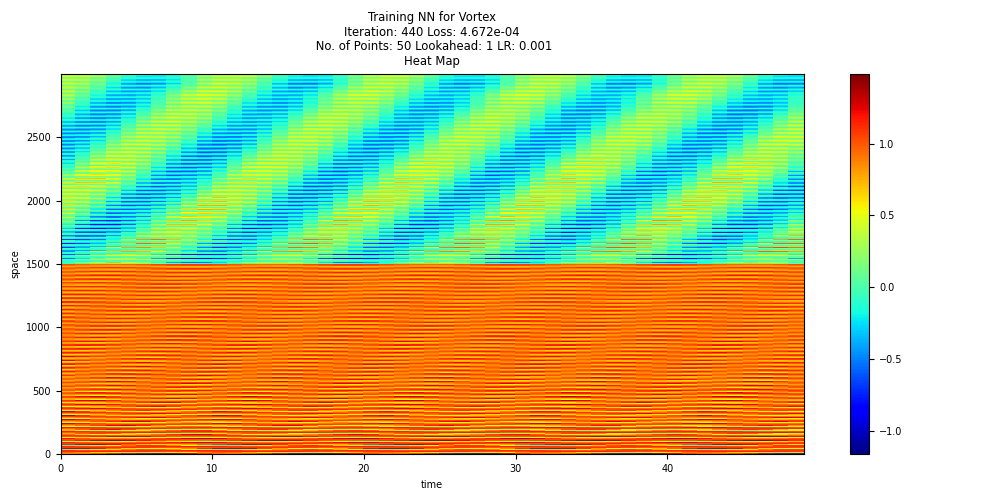 Training NN for Vortex
Iteration: 440 Loss: 4.672e-04
No. of Points: 50 Lookahead: 1 LR: 0.001
Heat Map
space
2500
2000
1500
1000
500
0
0
10
20
30
40
time
1.0
0.5
0.0
−0.5
−1.0